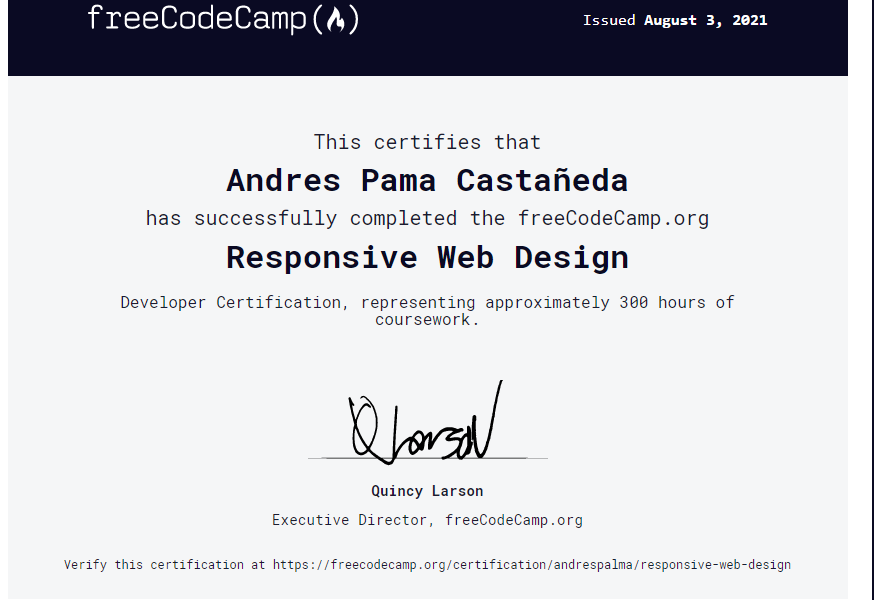 freeCodeCamp(🔥)
Issued August 3, 2021
This certifies that
Andres Pama Castañeda
has successfully completed the freeCodeCamp.org
Responsive Web Design
Developer Certification, representing approximately 300 hours of
coursework.
Q Larson
Quincy Larson
Executive Director, freeCodeCamp.org
Verify this certification at https://freecodecamp.org/certification/andrespalma/responsive-web-design